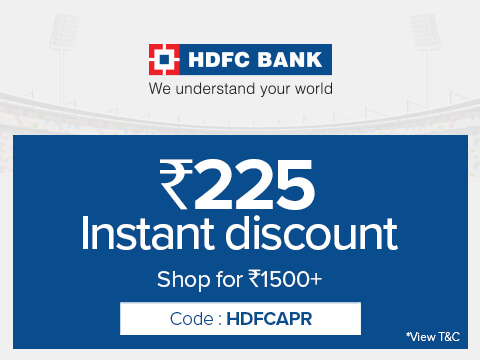 HDFC BANK
We understand your world
₹225
Instant discount
Shop for ₹1500+
Code : HDFCAPR
*View T&C